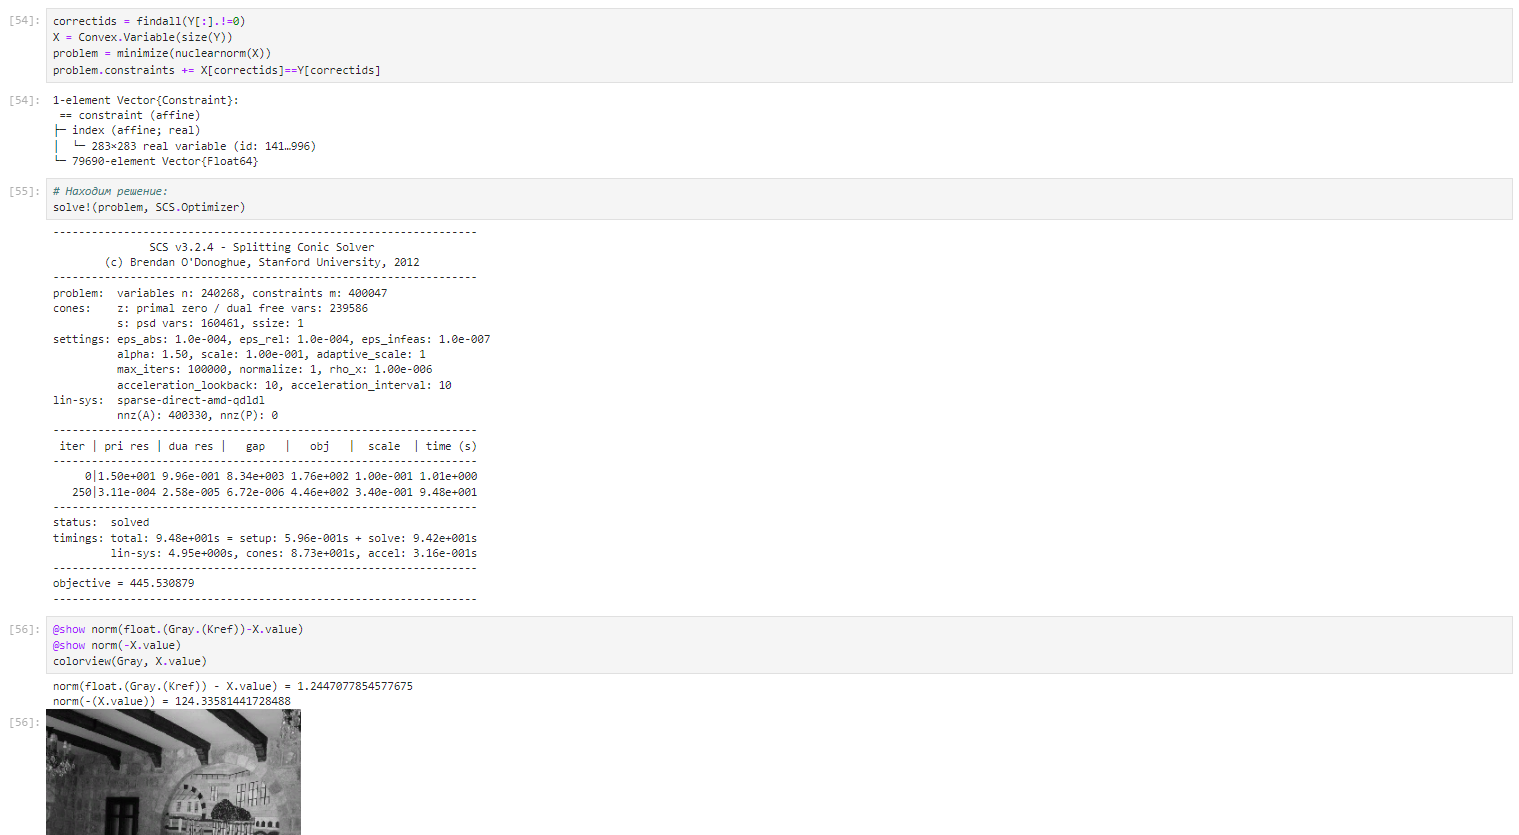 [54]: correctids = findall(Y[:].!=0)
X = Convex.Variable(size(Y))
problem = minimize(nuclearnorm(X))
problem.constraints += X[correctids]==Y[correctids]
[54]: 1-element Vector{Constraint}:
 == constraint (affine)
├─ index (affine; real)
│  └─ 283×283 real variable (id: 141…996)
└─ 79690-element Vector{Float64}
[55]: # Находим решение:
solve!(problem, SCS.Optimizer)
------------------------------------------------------------------
               SCS v3.2.4 - Splitting Conic Solver
        (c) Brendan O'Donoghue, Stanford University, 2012
------------------------------------------------------------------
problem:  variables n: 240268, constraints m: 400047
cones:    z: primal zero / dual free vars: 239586
          s: psd vars: 160461, ssize: 1
settings: eps_abs: 1.0e-004, eps_rel: 1.0e-004, eps_infeas: 1.0e-007
          alpha: 1.50, scale: 1.00e-001, adaptive_scale: 1
          max_iters: 100000, normalize: 1, rho_x: 1.00e-006
          acceleration_lookback: 10, acceleration_interval: 10
lin-sys:  sparse-direct-amd-qdldl
          nnz(A): 400330, nnz(P): 0
------------------------------------------------------------------
 iter | pri res | dua res |   gap   |   obj   |  scale  | time (s)
------------------------------------------------------------------
     0|1.50e+001 9.96e-001 8.34e+003 1.76e+002 1.00e-001 1.01e+000
   250|3.11e-004 2.58e-005 6.72e-006 4.46e+002 3.40e-001 9.48e+001
------------------------------------------------------------------
status:  solved
timings: total: 9.48e+001s = setup: 5.96e-001s + solve: 9.42e+001s
         lin-sys: 4.95e+000s, cones: 8.73e+001s, accel: 3.16e-001s
------------------------------------------------------------------
objective = 445.530879
------------------------------------------------------------------
[56]: @show norm(float.(Gray.(Kref))-X.value)
@show norm(-X.value)
colorview(Gray, X.value)
norm(float.(Gray.(Kref)) - X.value) = 1.2447077854577675
norm(-(X.value)) = 124.33581441728488
[56]: